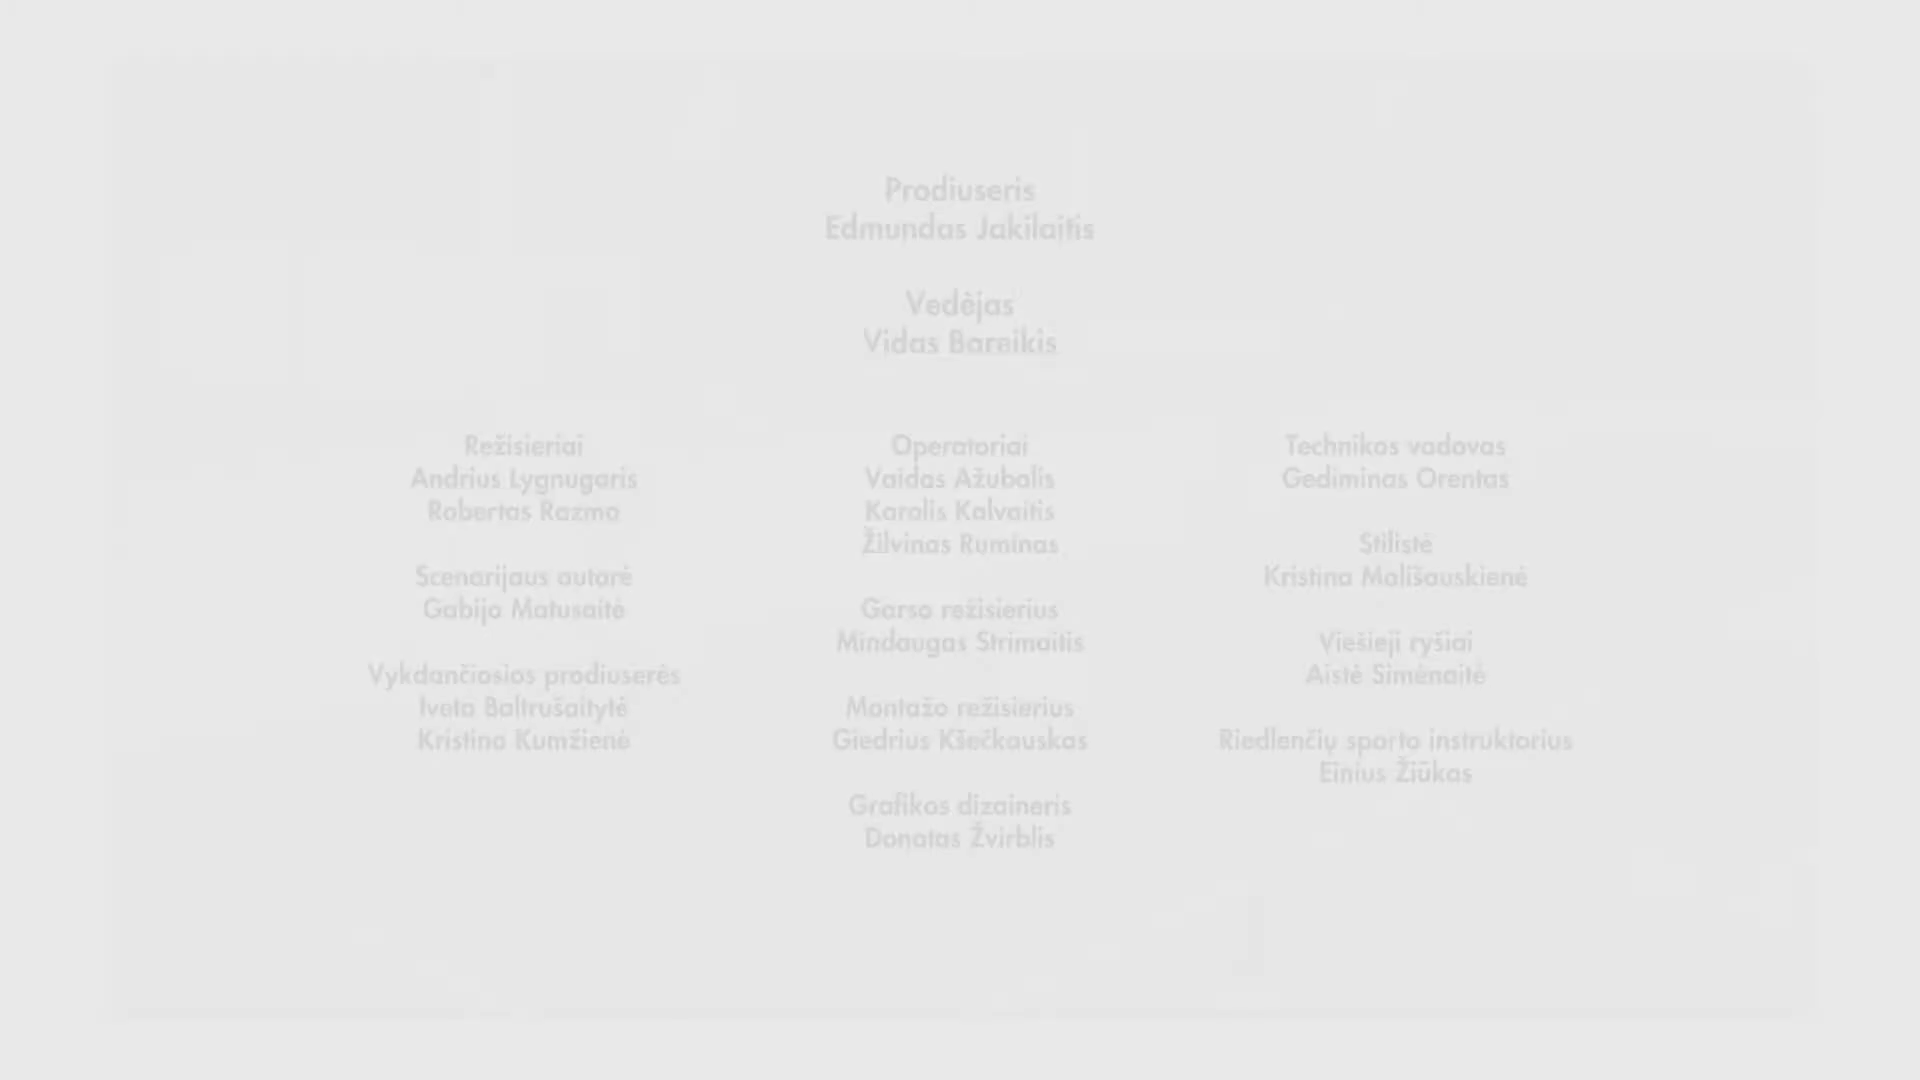 Prodiuseris
Edmundas Jakilaitis
Vedėjas
Vidas Bareikis
Režisieriai
Andrius Lygnugaris
Robertas Razma
Scenarijaus autorė
Gabija Matusaitė
Vykdančiosios prodiuserės
Iveta Baltrušaitytė
Kristina Kumžienė
Operatoriai
Vaidas Ažubalis
Karolis Kalvaitis
Žilvinas Ruminas
Garso režisierius
Mindaugas Strimaitis
Montažo režisierius
Giedrius Kšečkauskas
Grafikos dizaineris
Donatas Žvirblis
Technikos vadovas
Gediminas Orentas
Stilistė
Kristina Mališauskienė
Viešieji ryšiai
Aistė Simėnaitė
Riedlenčių sporto instruktorius
Einius Žiūkas